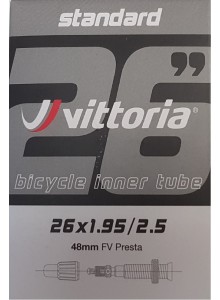 standard
26”
vittoria
bicycle inner tube
26x1.95/2.5
48mm FV Presta